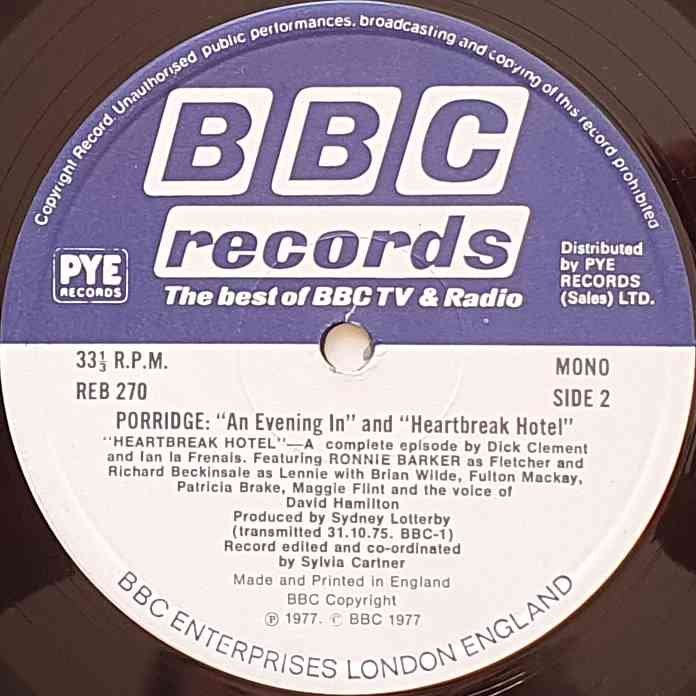 Copyright Record. Unauthorised public performances, broadcasting and copying of this record prohibited
BBC
records
The best of BBC TV & Radio
PYE
RECORDS
Distributed
by PYE
RECORDS
(Sales) LTD.
33⅓ R.P.M.
MONO
REB 270
SIDE 2
PORRIDGE: "An Evening In" and "Heartbreak Hotel"
"HEARTBREAK HOTEL"—A complete episode by Dick Clement
and Ian la Frenais. Featuring RONNIE BARKER as Fletcher and
Richard Beckinsale as Lennie with Brian Wilde, Fulton Mackay,
Patricia Brake, Maggie Flint and the voice of
David Hamilton
Produced by Sydney Lotterby
(transmitted 31.10.75. BBC-1)
Record edited and co-ordinated
by Sylvia Cartner
Made and Printed in England
BBC Copyright
℗ 1977. © BBC 1977
BBC ENTERPRISES LONDON ENGLAND